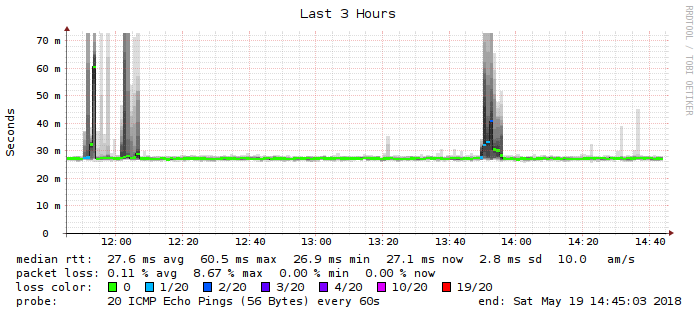 Last 3 Hours
RRDTOOL / TOBI OETIKER
Seconds
70 m
60 m
50 m
40 m
30 m
20 m
10 m
0
12:00 12:20 12:40 13:00 13:20 13:40 14:00 14:20 14:40
median rtt: 27.6 ms avg 60.5 ms max 26.9 ms min 27.1 ms now 2.8 ms sd 10.0 am/s
packet loss: 0.11 % avg 8.67 % max 0.00 % min 0.00 % now
loss color: 0 1/20 2/20 3/20 4/20 10/20 19/20
probe: 20 ICMP Echo Pings (56 Bytes) every 60s end: Sat May 19 14:45:03 2018